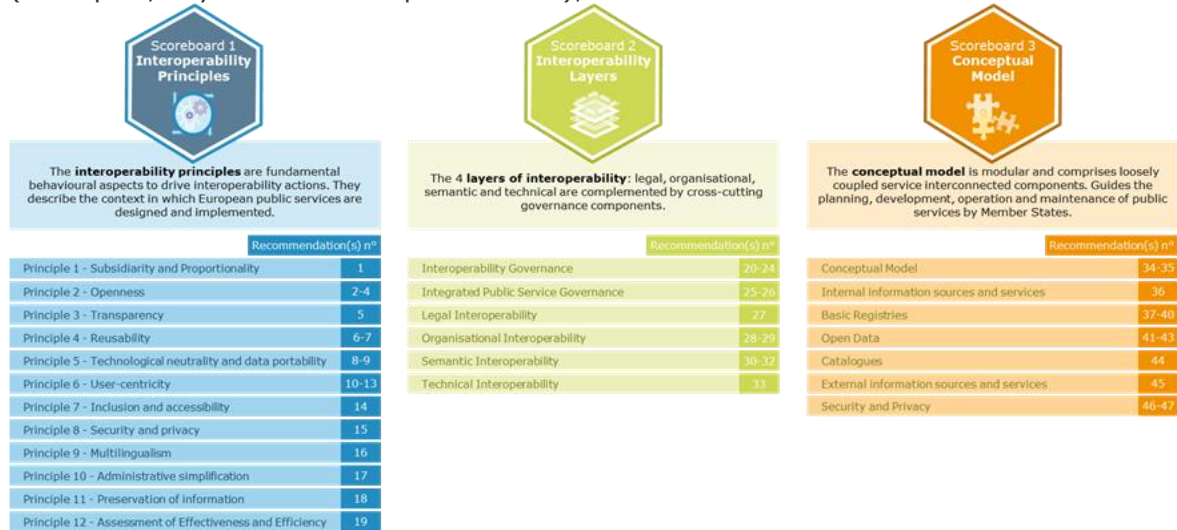 Scoreboard 1
Interoperability
Principles
The interoperability principles are fundamental
behavioural aspects to drive interoperability actions. They
describe the context in which European public services are
designed and implemented.
Recommendation(s) nº
Principle 1 - Subsidiarity and Proportionality 1
Principle 2 - Openness 2-4
Principle 3 - Transparency 5
Principle 4 - Reusability 6-7
Principle 5 - Technological neutrality and data portability 8-9
Principle 6 - User-centricity 10-13
Principle 7 - Inclusion and accessibility 14
Principle 8 - Security and privacy 15
Principle 9 - Multilingualism 16
Principle 10 - Administrative simplification 17
Principle 11 - Preservation of information 18
Principle 12 - Assessment of Effectiveness and Efficiency 19
Scoreboard 2
Interoperability
Layers
The 4 layers of interoperability: legal, organisational,
semantic and technical are complemented by cross-cutting
governance components.
Recommendation(s) nº
Interoperability Governance 20-24
Integrated Public Service Governance 25-26
Legal Interoperability 27
Organisational Interoperability 28-29
Semantic Interoperability 30-32
Technical Interoperability 33
Scoreboard 3
Conceptual
Model
The conceptual model is modular and comprises loosely
coupled service interconnected components. Guides the
planning, development, operation and maintenance of public
services by Member States.
Recommendation(s) nº
Conceptual Model 34-35
Internal information sources and services 36
Basic Registries 37-40
Open Data 41-43
Catalogues 44
External information sources and services 45
Security and Privacy 46-47